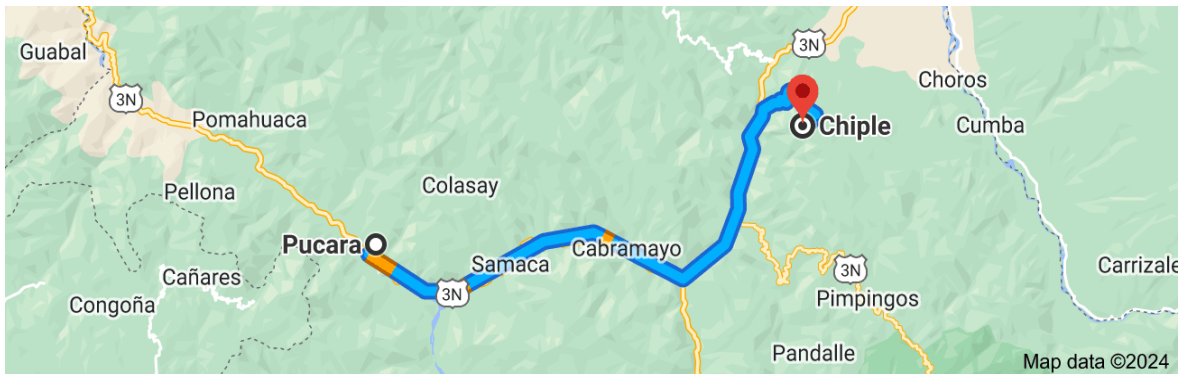 Guabal
3N
Choros
3N
Pomahuaca
Chiple
Cumba
Colasay
Pellona
Pucara
Cabramayo
Samaca
Cañares
Carrizale
3N
3N
Congoña
Pimpingos
Pandalle
Map data ©2024